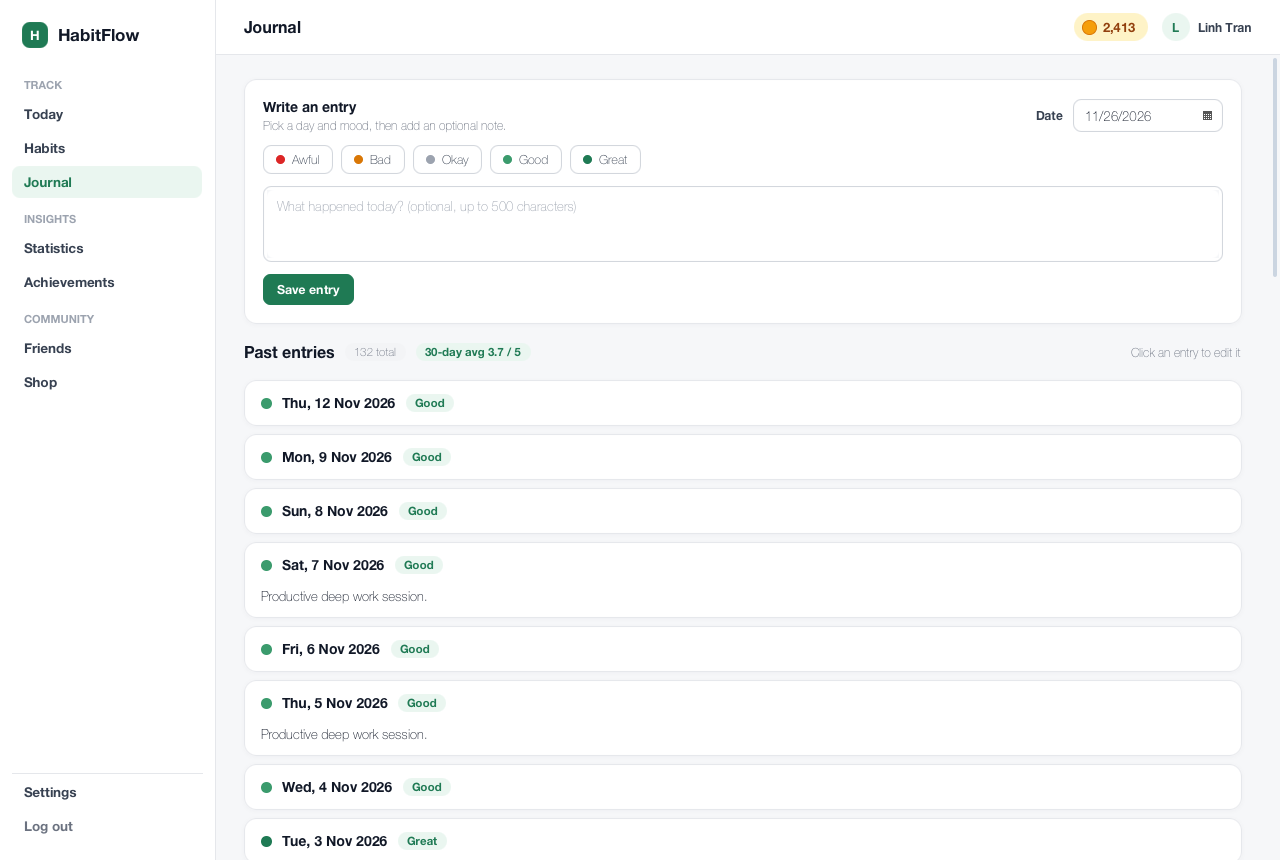 H HabitFlow
TRACK
Today
Habits
Journal
INSIGHTS
Statistics
Achievements
COMMUNITY
Friends
Shop
Settings
Log out
Journal
2,413
L Linh Tran
Write an entry
Pick a day and mood, then add an optional note.
Date 11/26/2026
Awful Bad Okay Good Great
What happened today? (optional, up to 500 characters)
Save entry
Past entries 132 total 30-day avg 3.7 / 5 Click an entry to edit it
Thu, 12 Nov 2026 Good
Mon, 9 Nov 2026 Good
Sun, 8 Nov 2026 Good
Sat, 7 Nov 2026 Good
Productive deep work session.
Fri, 6 Nov 2026 Good
Thu, 5 Nov 2026 Good
Productive deep work session.
Wed, 4 Nov 2026 Good
Tue, 3 Nov 2026 Great